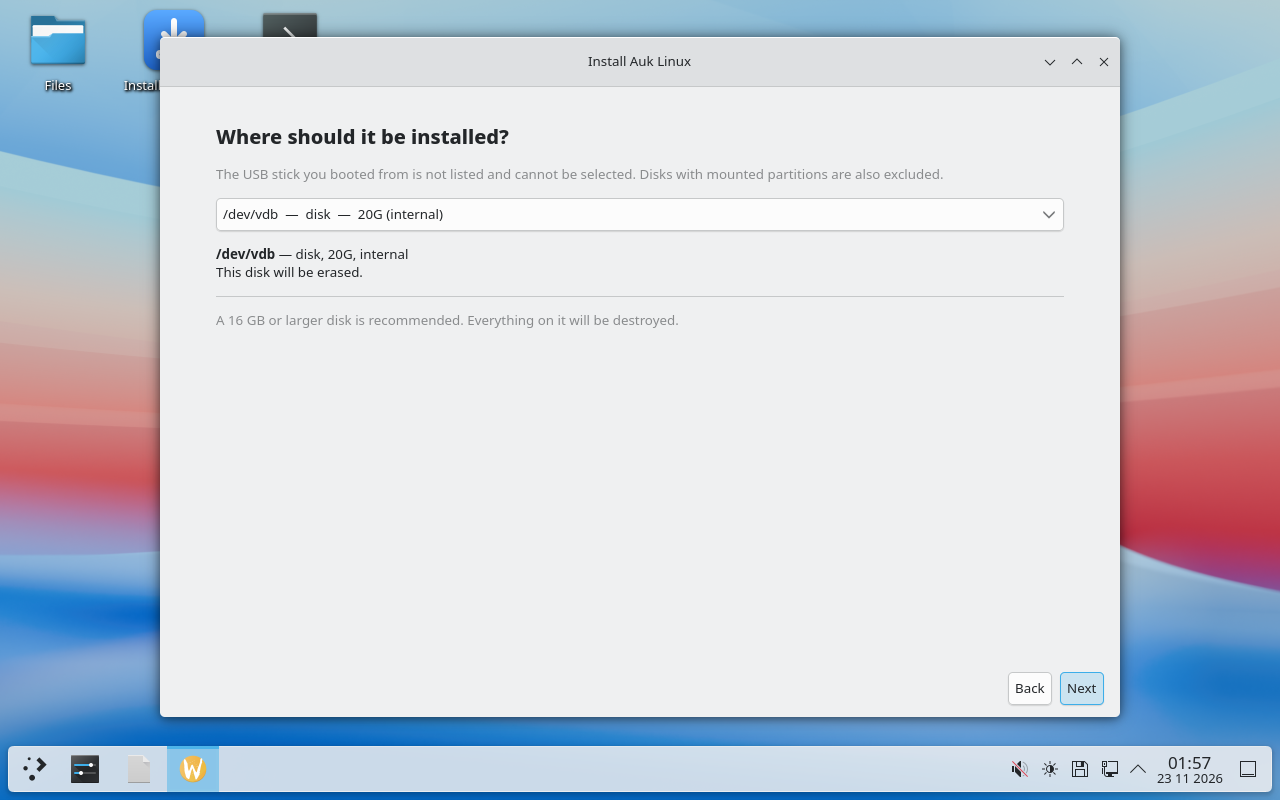 Files
Install
Install Auk Linux
Where should it be installed?
The USB stick you booted from is not listed and cannot be selected. Disks with mounted partitions are also excluded.
/dev/vdb — disk — 20G (internal)
/dev/vdb — disk, 20G, internal
This disk will be erased.
A 16 GB or larger disk is recommended. Everything on it will be destroyed.
Back
Next
01:57
23 11 2026